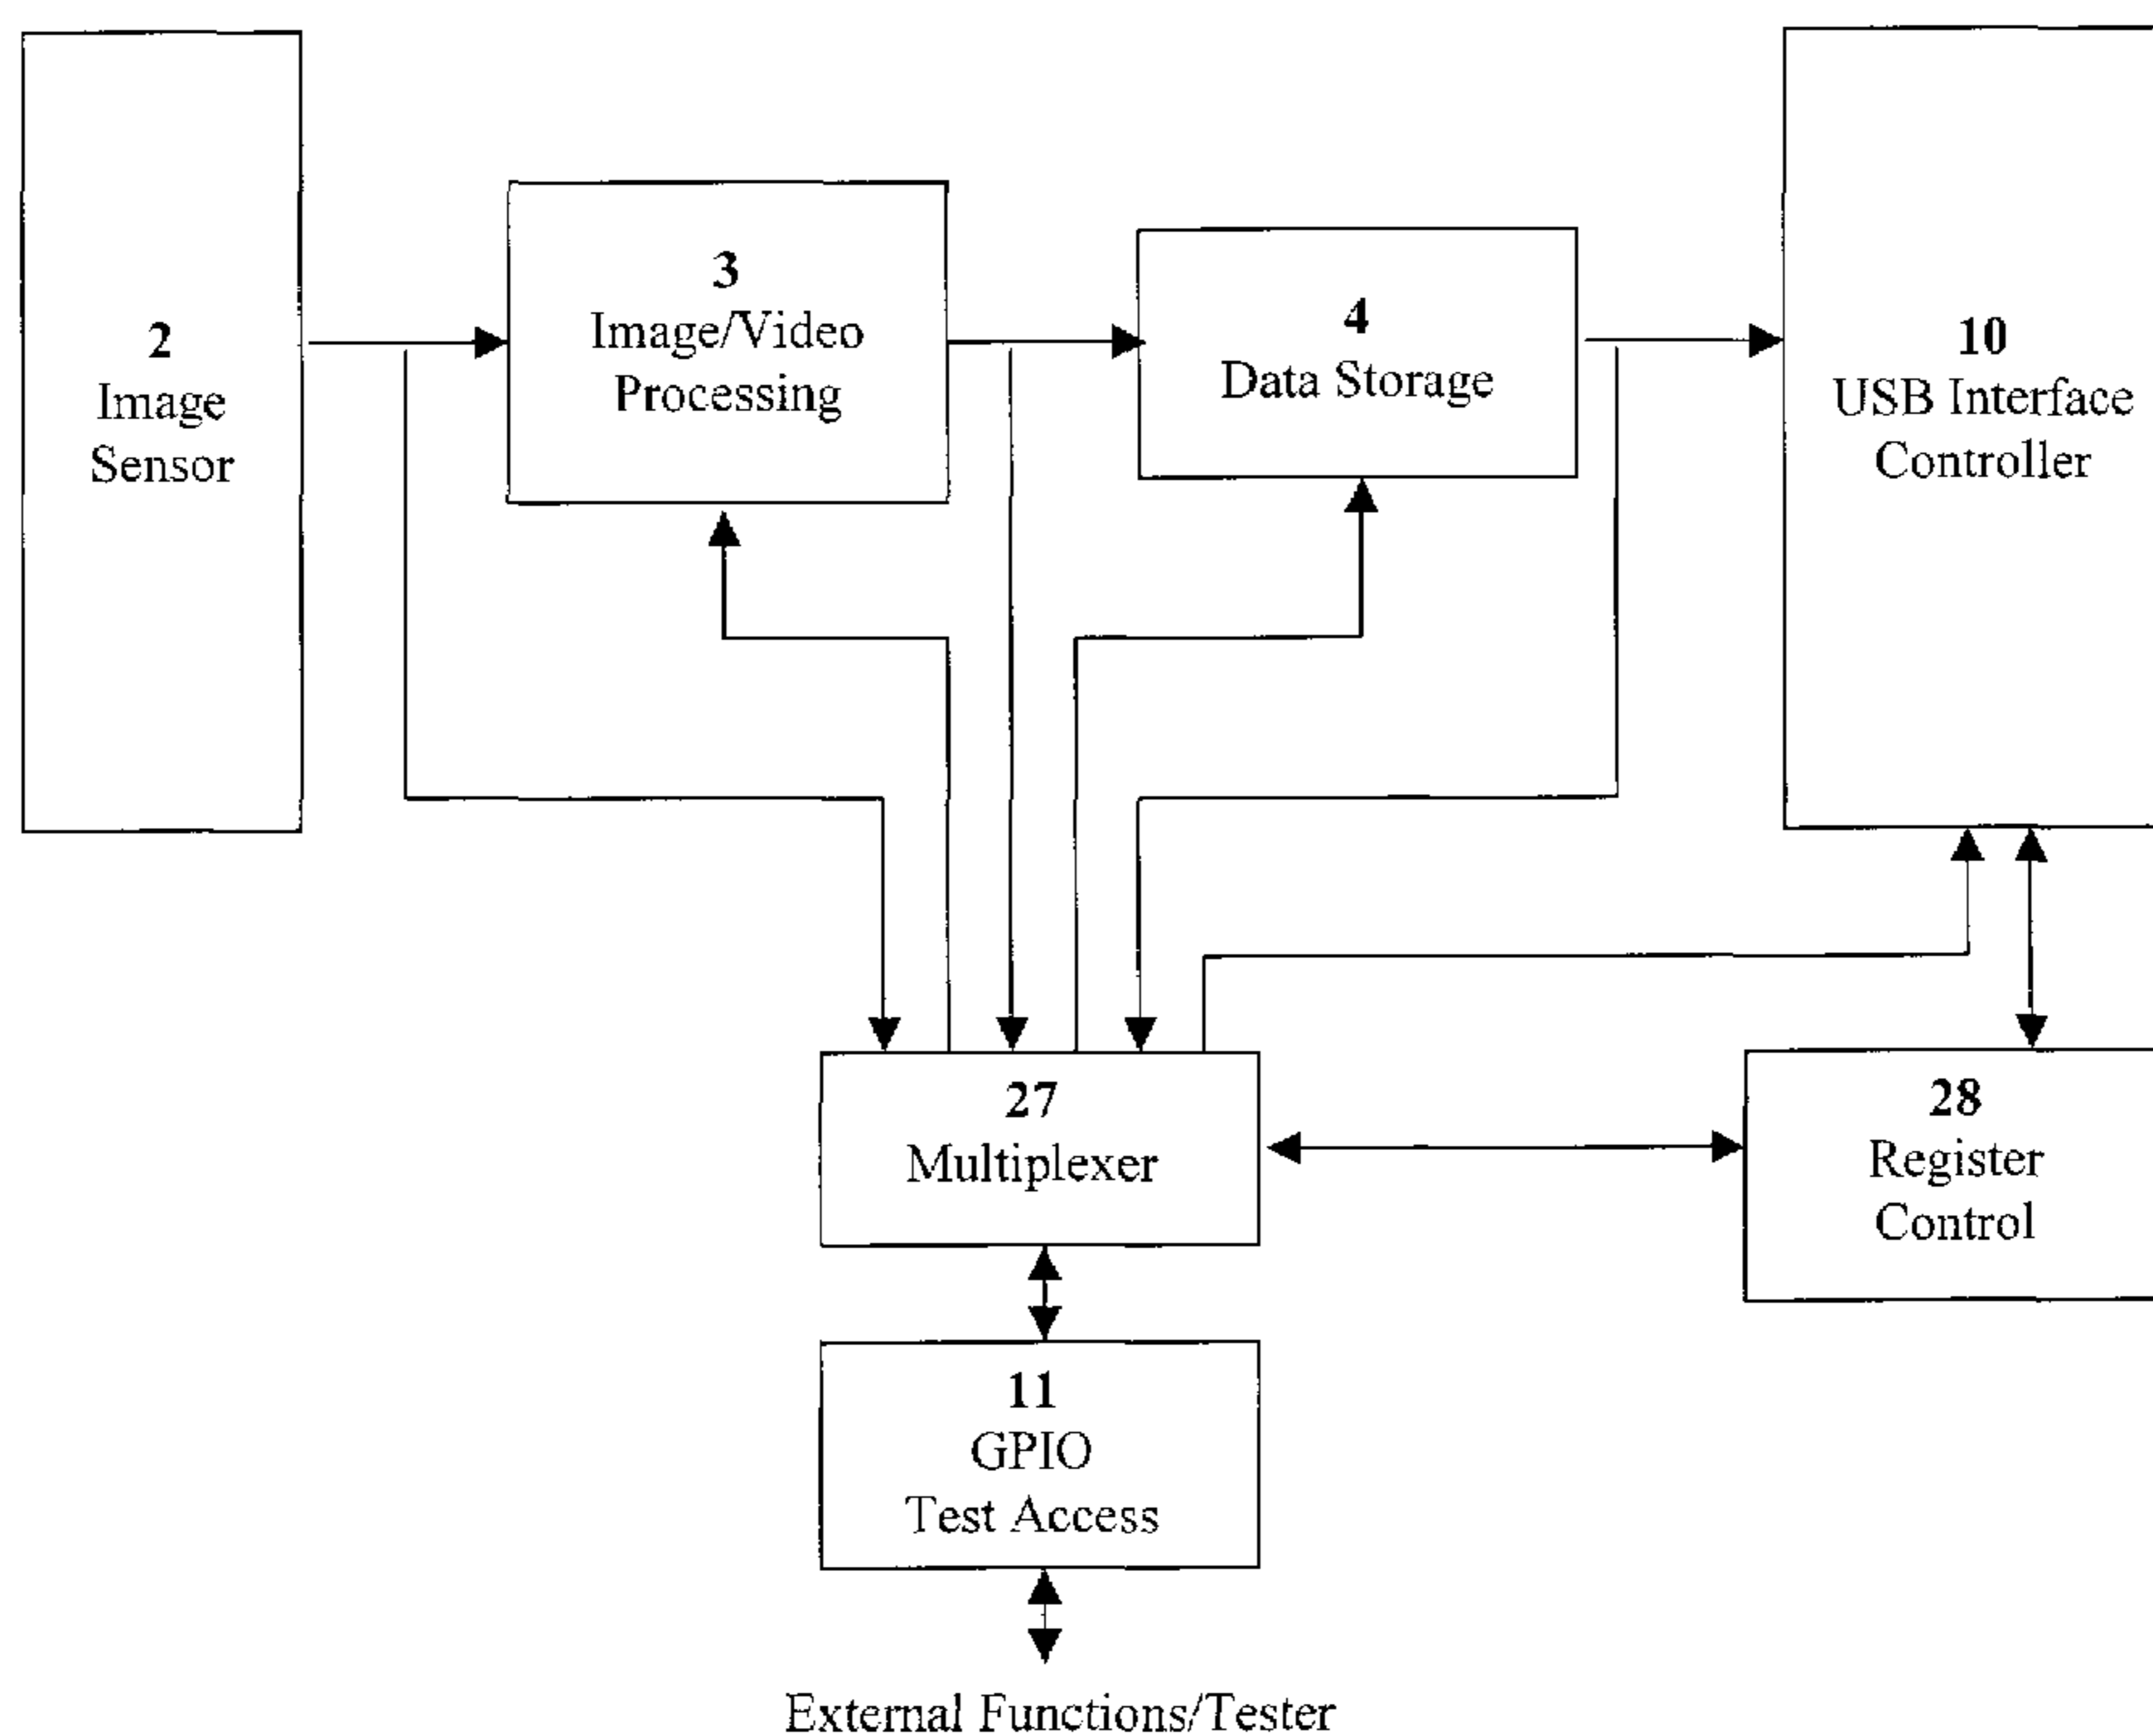 2
Image
Sensor
3
Image/Video
Processing
4
Data Storage
10
USB Interface
Controller
27
Multiplexer
28
Register
Control
11
GPIO
Test Access
External Functions/Tester